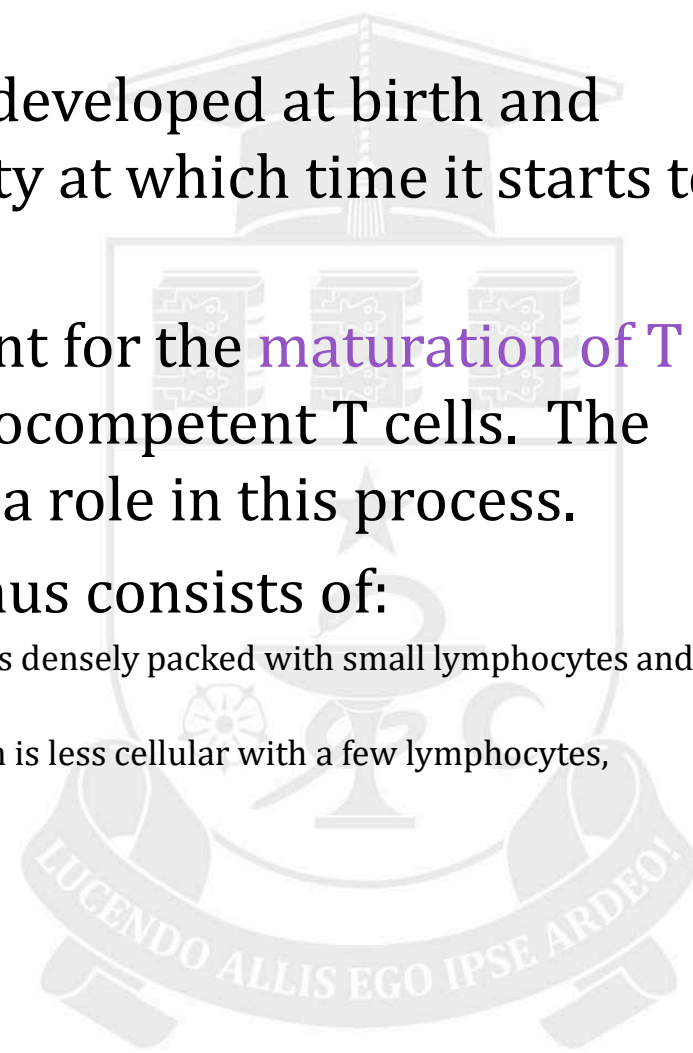 developed at birth and
ty at which time it starts to
nt for the maturation of T
ocompetent T cells.  The
a role in this process.
nus consists of:
s densely packed with small lymphocytes and
n is less cellular with a few lymphocytes,
LUCENDO ALLIS EGO IPSE ARDEO!